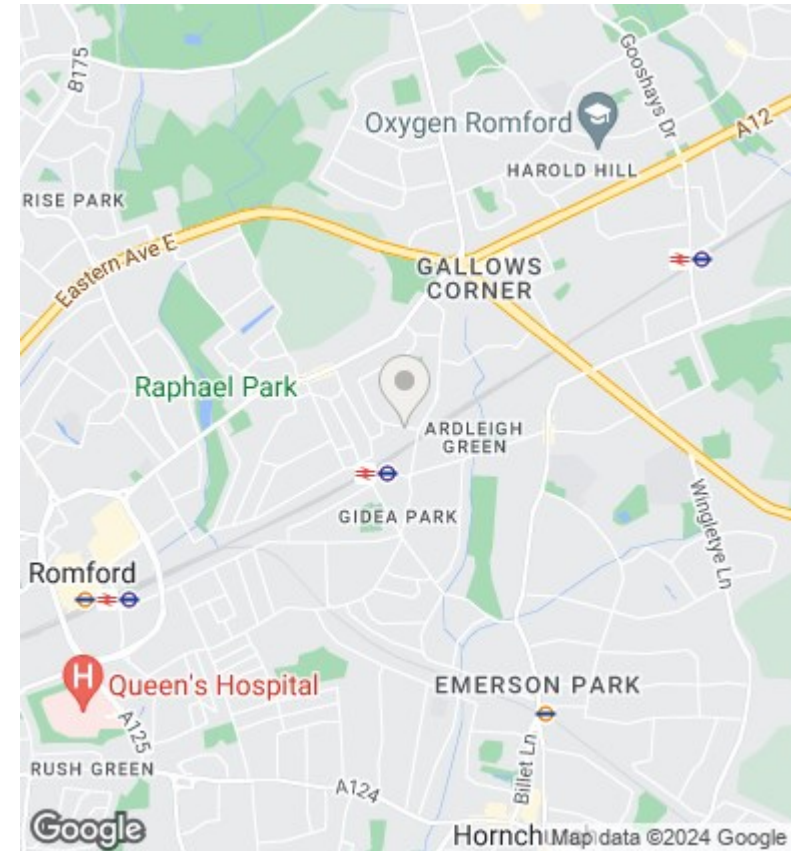 B175
Gooshays Dr
A12
Oxygen Romford
HAROLD HILL
RISE PARK
Eastern Ave E
GALLOWS
CORNER
Raphael Park
ARDLEIGH
GREEN
GIDEA PARK
Wingletye Ln
Romford
H
Queen's Hospital
EMERSON PARK
A125
Billet Ln
RUSH GREEN
A124
Google
Hornch
Map data ©2024 Google